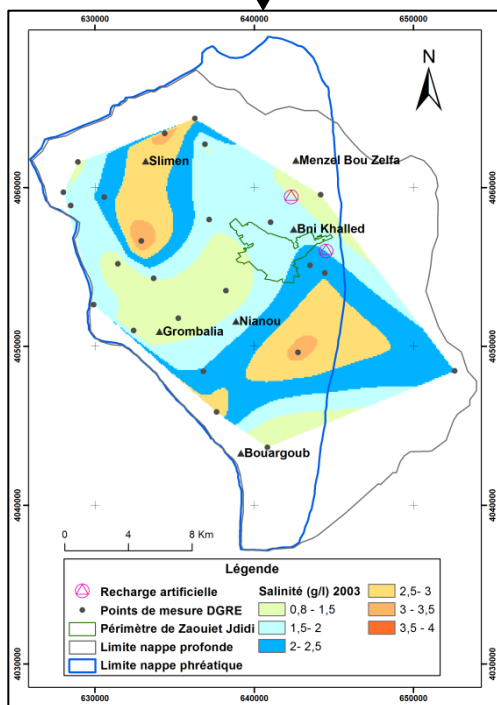 630000 640000 650000
N
4060000
4050000
4040000
4030000
Slimen
Menzel Bou Zelfa
Bni Khalled
Nianou
Grombalia
Bouargoub
0 4 8 Km
Légende
Recharge artificielle
Points de mesure DGRE
Périmètre de Zaouiet Jdidi
Limite nappe profonde
Limite nappe phréatique
Salinité (g/l) 2003
0,8 - 1,5
1,5- 2
2- 2,5
2,5- 3
3 - 3,5
3,5 - 4
4060000
4050000
4040000
4030000
630000 640000 650000